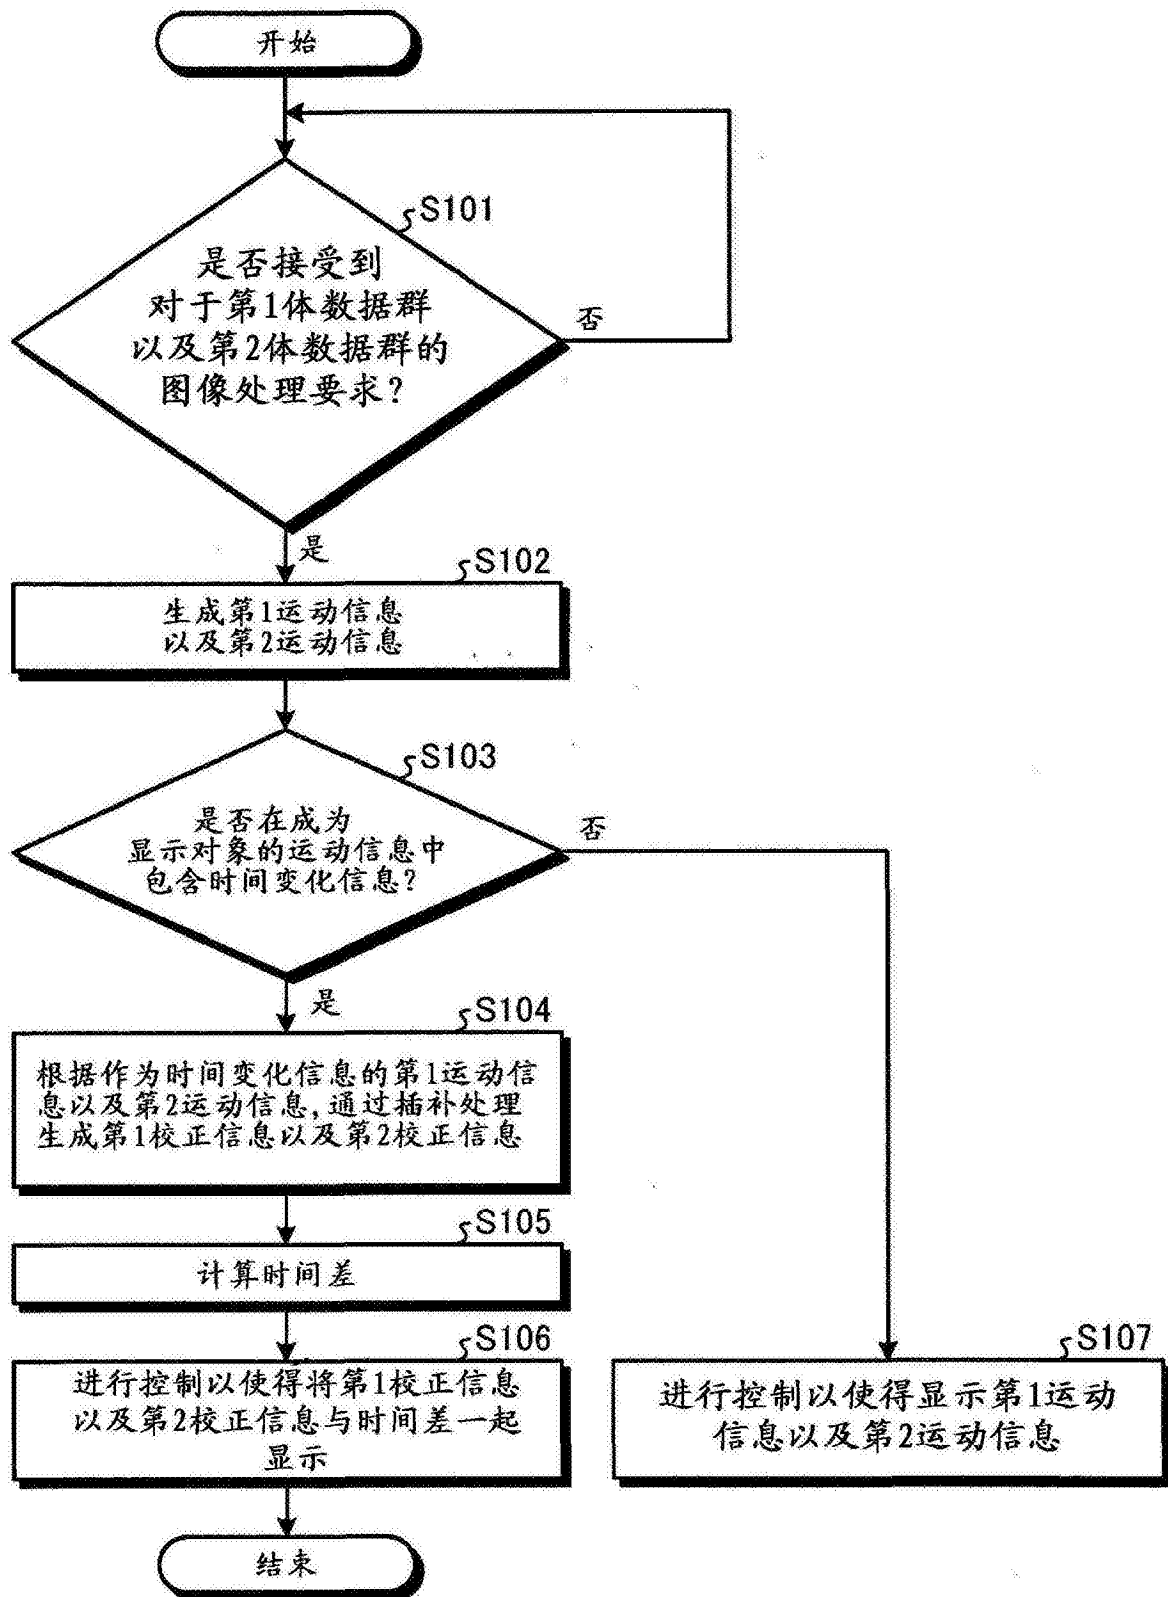 开始
S101
是否接受到
对于第1体数据群
以及第2体数据群的
图像处理要求?
否
是
S102
生成第1运动信息
以及第2运动信息
S103
是否在成为
显示对象的运动信息中
包含时间变化信息?
否
是
S104
根据作为时间变化信息的第1运动信
息以及第2运动信息,通过插补处理
生成第1校正信息以及第2校正信息
S105
计算时间差
S106
进行控制以使得将第1校正信息
以及第2校正信息与时间差一起
显示
S107
进行控制以使得显示第1运动
信息以及第2运动信息
结束